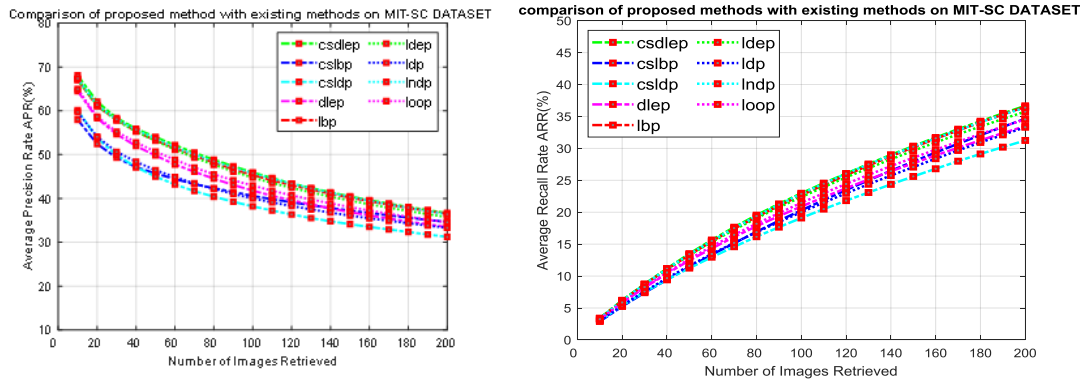 Comparison of proposed method with existing methods on MIT-SC DATASET
80
70
60
50
40
30
20
10
0 20 40 60 80 100 120 140 160 180 200
Average Precision Rate APR(%)
Number of Images Retrieved
csdlep ldep
cslbp ldp
csldp lndp
dlep loop
lbp
comparison of proposed methods with existing methods on MIT-SC DATASET
50
45
40
35
30
25
20
15
10
5
0
0 20 40 60 80 100 120 140 160 180 200
Average Recall Rate ARR(%)
Number of Images Retrieved
csdlep ldep
cslbp ldp
csldp lndp
dlep loop
lbp